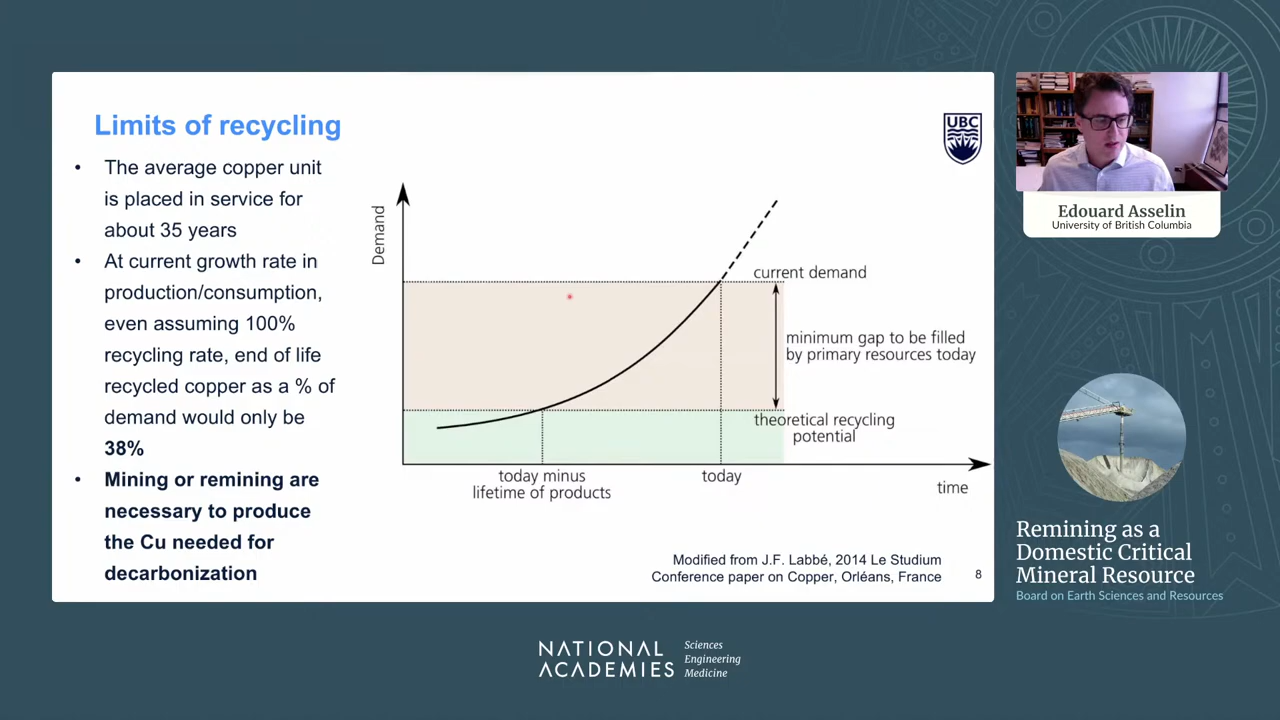 Limits of recycling
• The average copper unit
is placed in service for
about 35 years
• At current growth rate in
production/consumption,
even assuming 100%
recycling rate, end of life
recycled copper as a % of
demand would only be
38%
• Mining or remining are
necessary to produce
the Cu needed for
decarbonization
UBC
Demand
current demand
minimum gap to be filled
by primary resources today
theoretical recycling
potential
today minus
lifetime of products
today
time
Modified from J.F. Labbé, 2014 Le Studium
Conference paper on Copper, Orléans, France
8
Edouard Asselin
University of British Columbia
Remining as a
Domestic Critical
Mineral Resource
Board on Earth Sciences and Resources
NATIONAL
ACADEMIES
Sciences
Engineering
Medicine